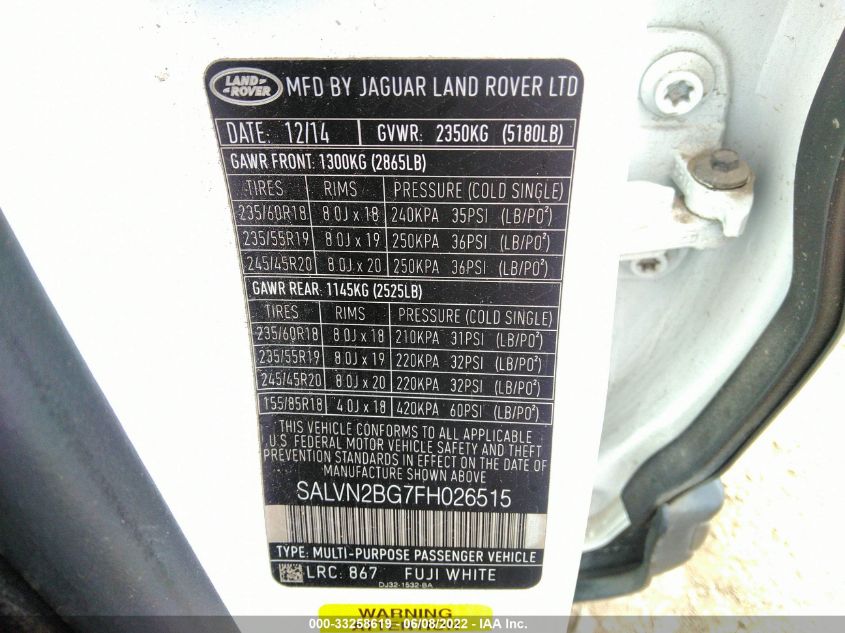 LAND ROVER
MFD BY JAGUAR LAND ROVER LTD
DATE: 12/14 GVWR: 2350KG (5180LB)
GAWR FRONT: 1300KG (2865LB)
TIRES RIMS PRESSURE (COLD SINGLE)
235/60R18 8.0J x 18 240KPA 35PSI (LB/PO²)
235/55R19 8.0J x 19 250KPA 36PSI (LB/PO²)
245/45R20 8.0J x 20 250KPA 36PSI (LB/PO²)
GAWR REAR: 1145KG (2525LB)
TIRES RIMS PRESSURE (COLD SINGLE)
235/60R18 8.0J x 18 210KPA 31PSI (LB/PO²)
235/55R19 8.0J x 19 220KPA 32PSI (LB/PO²)
245/45R20 8.0J x 20 220KPA 32PSI (LB/PO²)
155/85R18 4.0J x 18 420KPA 60PSI (LB/PO²)
THIS VEHICLE CONFORMS TO ALL APPLICABLE
U.S. FEDERAL MOTOR VEHICLE SAFETY AND THEFT
PREVENTION STANDARDS IN EFFECT ON THE DATE OF
MANUFACTURE SHOWN ABOVE
SALVN2BG7FH026515
TYPE: MULTI-PURPOSE PASSENGER VEHICLE
LRC: 867 FUJI WHITE
DJ32-1532-BA
WARNING
000-33258619 - 06/08/2022 - IAA Inc.